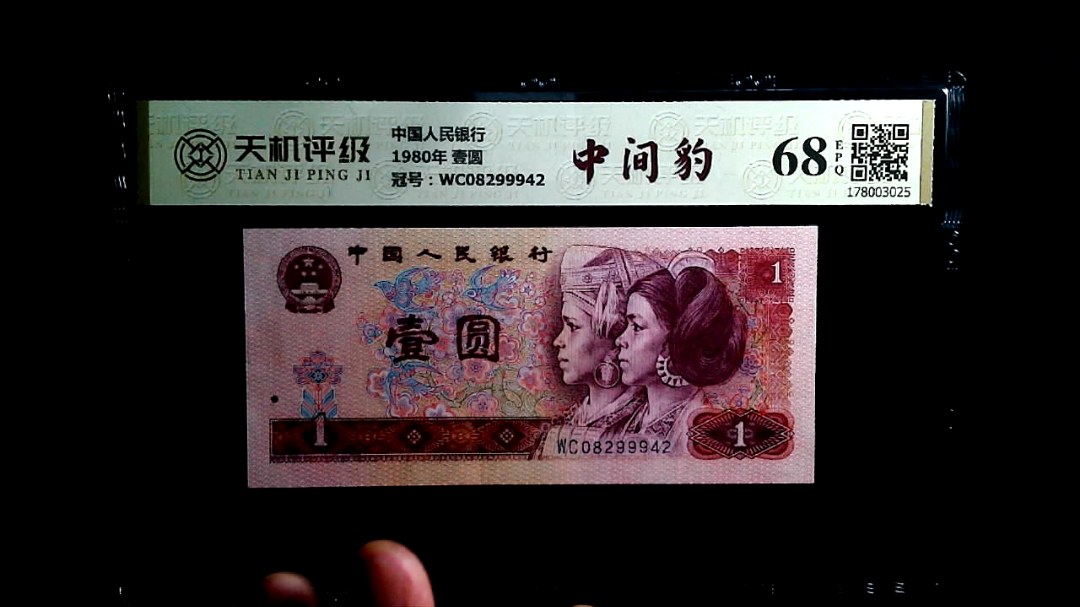 天机评级
TIAN JI PING JI
中国人民银行
1980年 壹圆
冠号：WC08299942
中间豹
68
EPQ
178003025
中国人民银行
1
壹圆
1
WC08299942
1